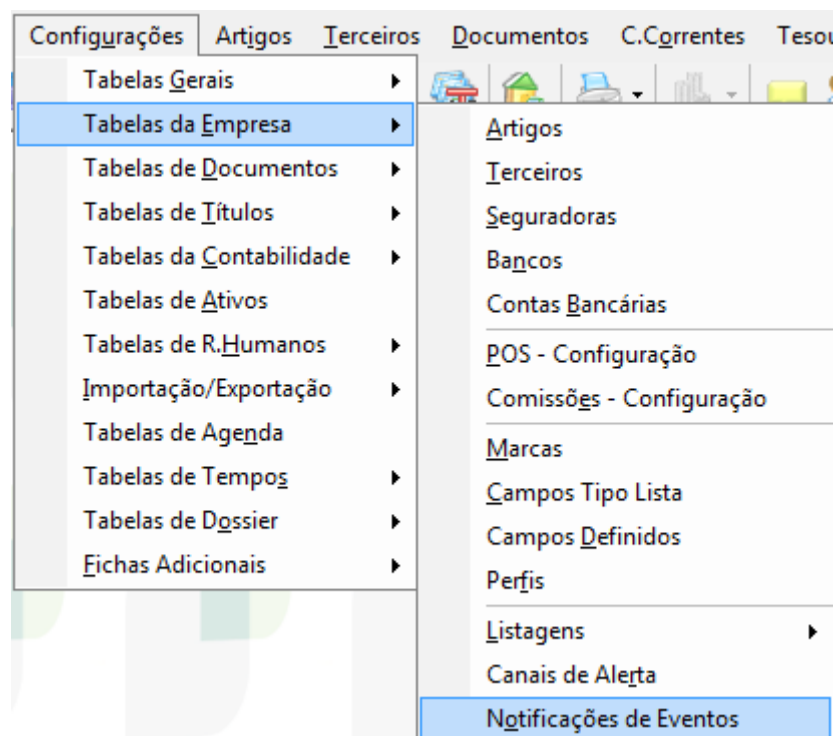 Configurações Artigos Terceiros Documentos C.Correntes Tesou
Tabelas Gerais
Tabelas da Empresa
Tabelas de Documentos
Tabelas de Títulos
Tabelas da Contabilidade
Tabelas de Ativos
Tabelas de R.Humanos
Importação/Exportação
Tabelas de Agenda
Tabelas de Tempos
Tabelas de Dossier
Fichas Adicionais
Artigos
Terceiros
Seguradoras
Bancos
Contas Bancárias
POS - Configuração
Comissões - Configuração
Marcas
Campos Tipo Lista
Campos Definidos
Perfis
Listagens
Canais de Alerta
Notificações de Eventos